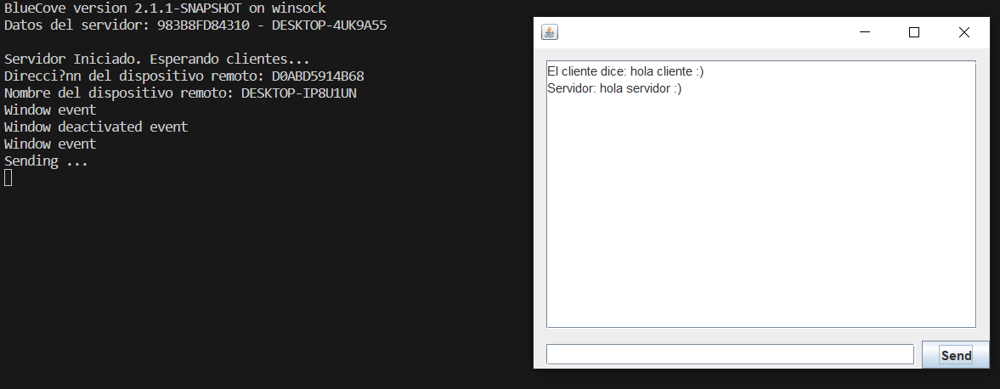 BlueCove version 2.1.1-SNAPSHOT on winsock
Datos del servidor: 983B8FD84310 - DESKTOP-4UK9A55
Servidor Iniciado. Esperando clientes...
Direcci?nn del dispositivo remoto: D0ABD5914B68
Nombre del dispositivo remoto: DESKTOP-IP8U1UN
Window event
Window deactivated event
Window event
Sending ...
El cliente dice: hola cliente :)
Servidor: hola servidor :)
Send